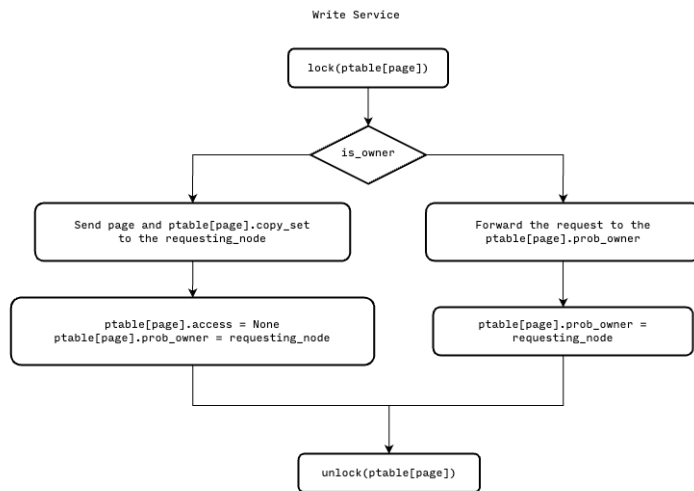 Write Service
lock(ptable[page])
is_owner
Send page and ptable[page].copy_set
to the requesting_node
Forward the request to the
ptable[page].prob_owner
ptable[page].access = None
ptable[page].prob_owner = requesting_node
ptable[page].prob_owner =
requesting_node
unlock(ptable[page])